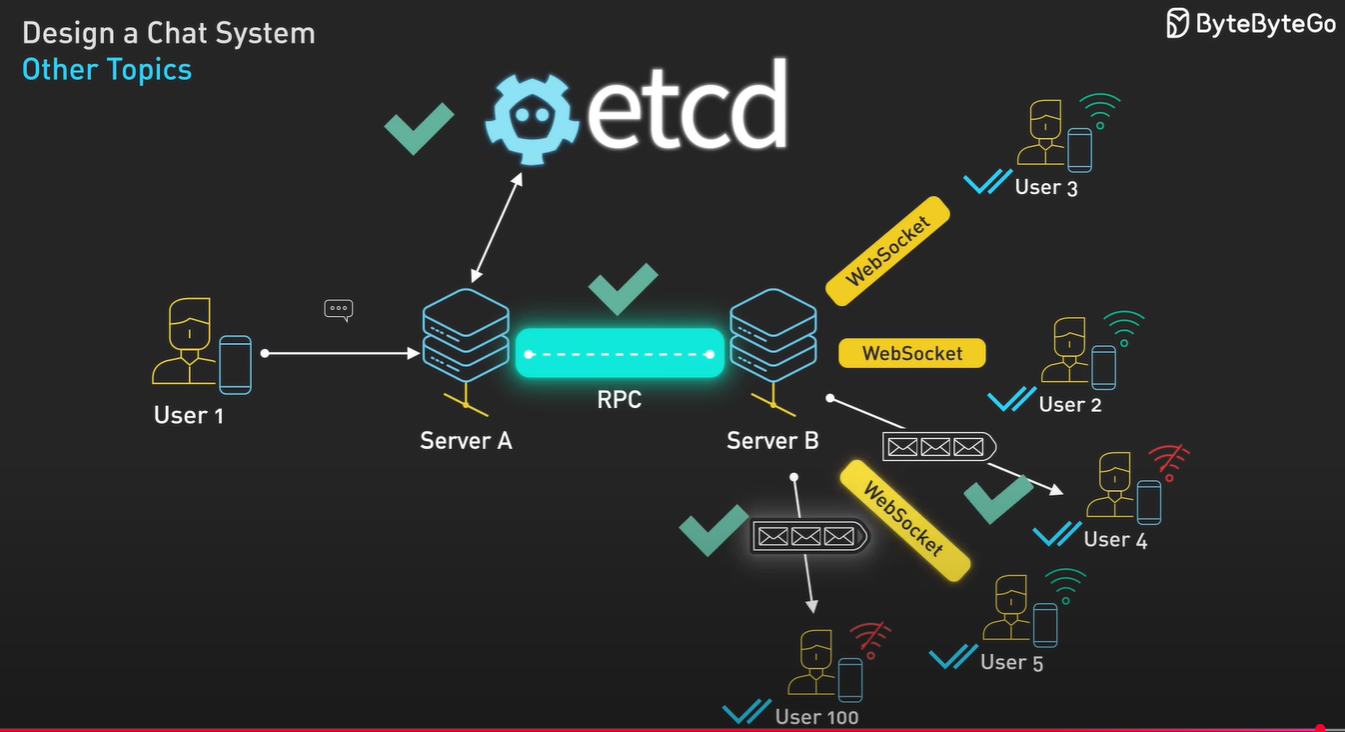 Design a Chat System
Other Topics
ByteByteGo
etcd
User 3
WebSocket
WebSocket
User 2
RPC
User 1
Server A
Server B
WebSocket
User 4
User 5
User 100